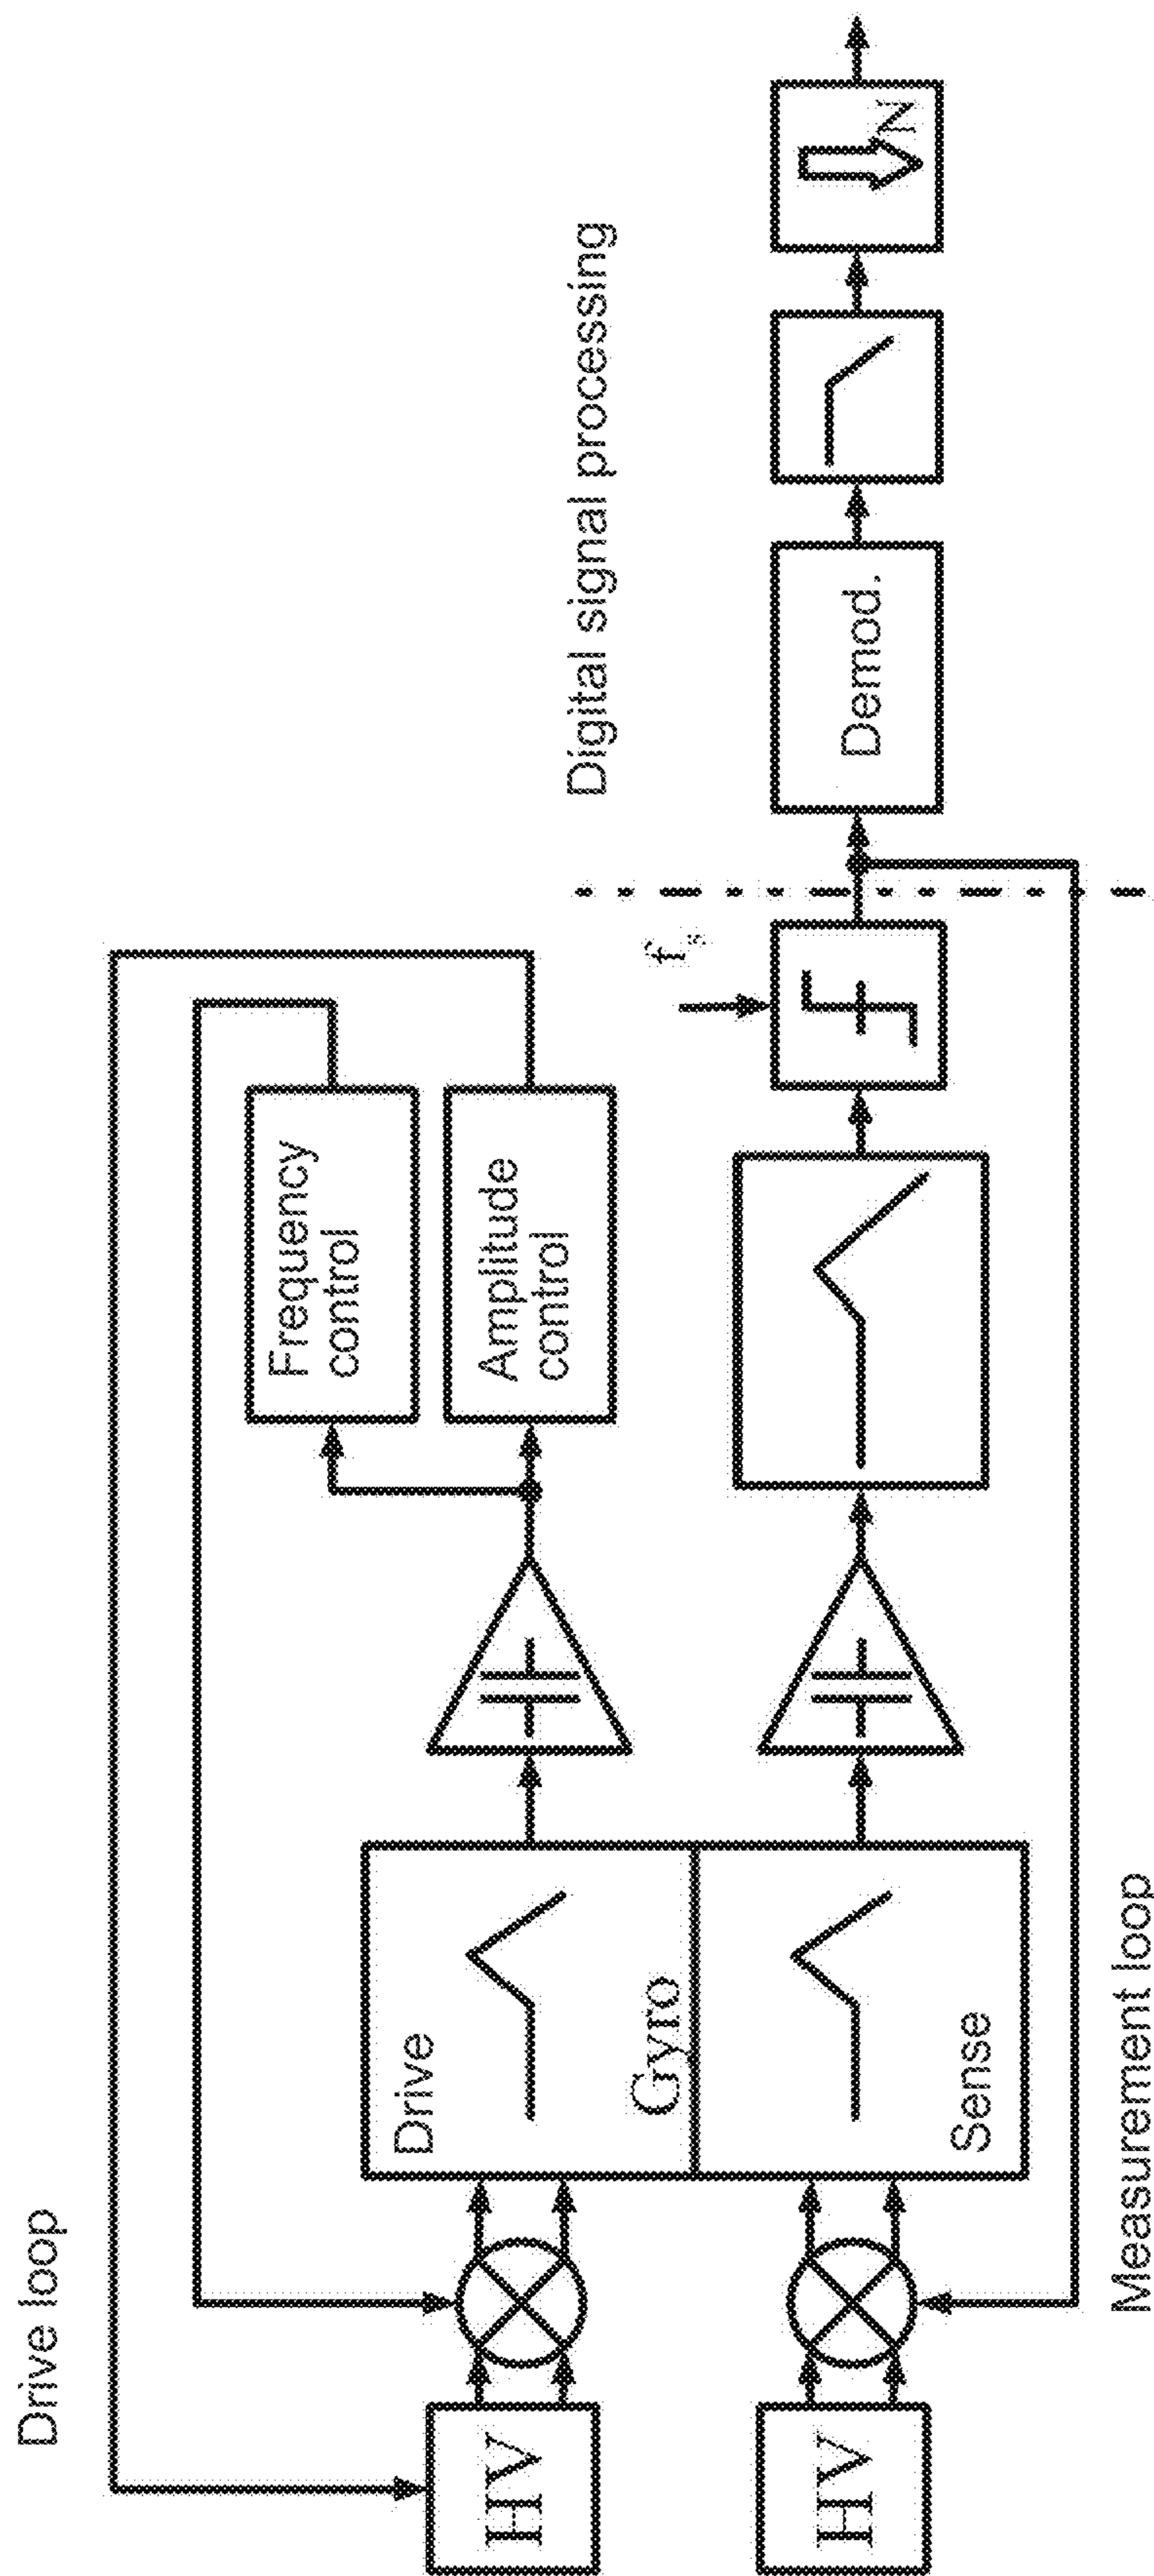 Drive loop
Frequency
control
Amplitude
control
Digital signal processing
HV
Drive
Gyro
HV
Sense
fs
Demod.
N
Measurement loop